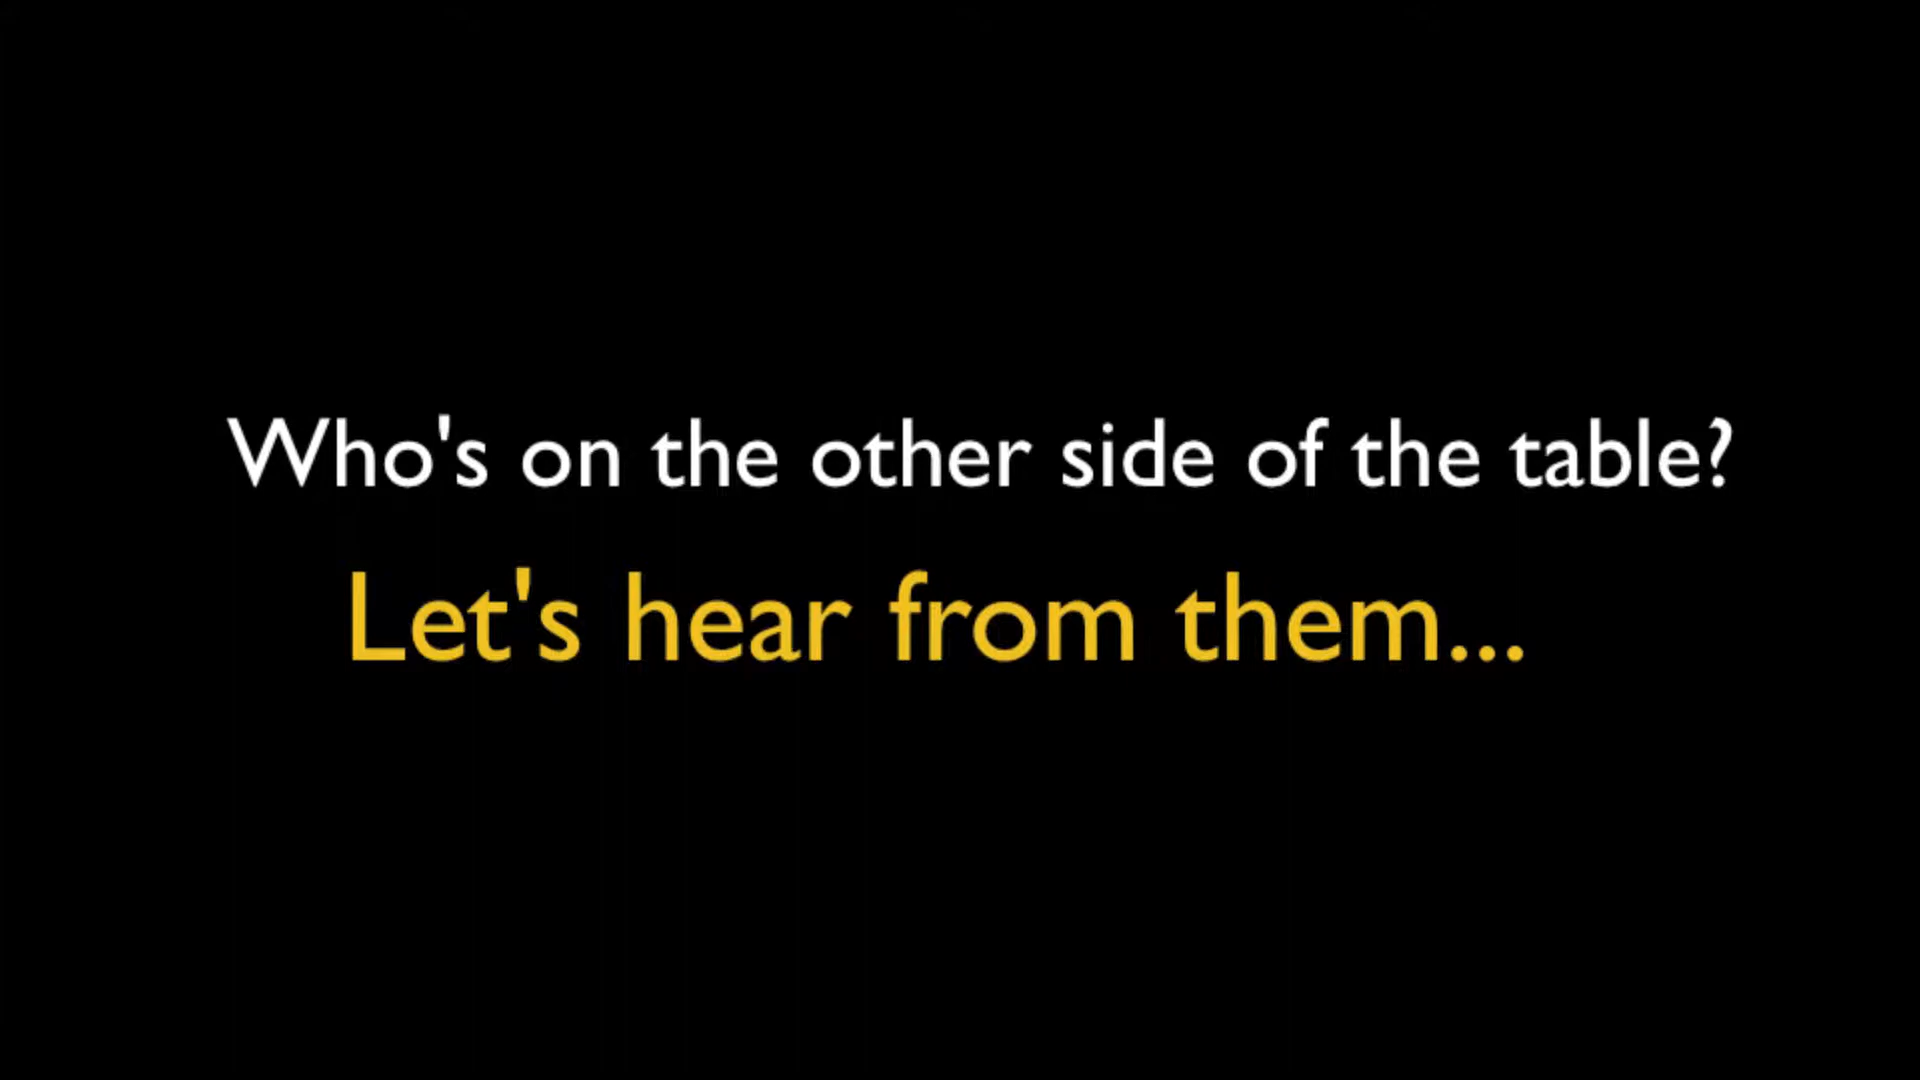 Who's on the other side of the table?
Let's hear from them...